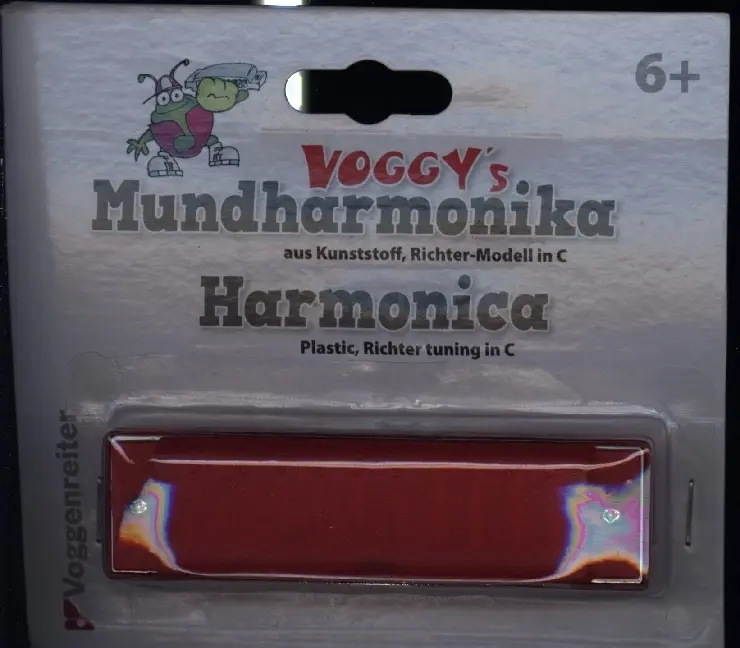 6+
VOGGY's
Mundharmonika
aus Kunststoff, Richter-Modell in C
Harmonica
Plastic, Richter tuning in C
Voggenreiter